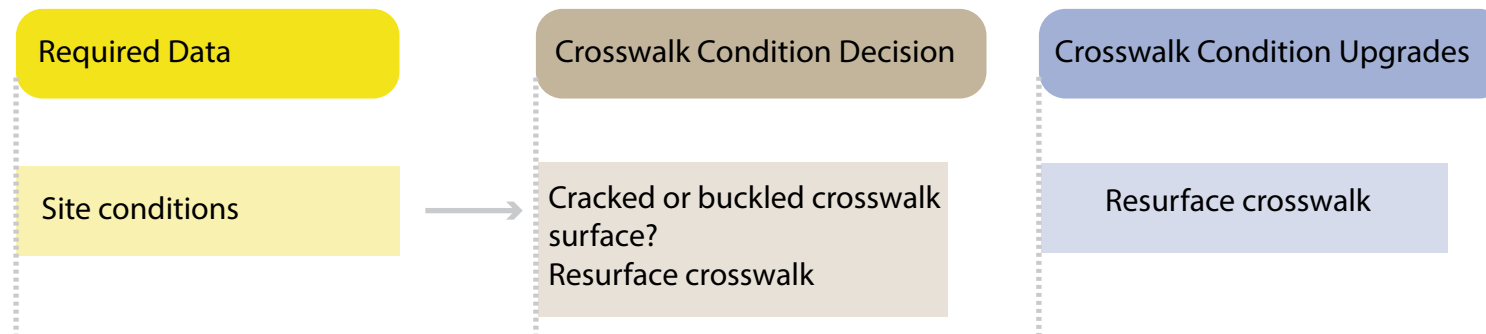 Required Data
Crosswalk Condition Decision
Crosswalk Condition Upgrades
Site conditions
Cracked or buckled crosswalk
surface?
Resurface crosswalk
Resurface crosswalk